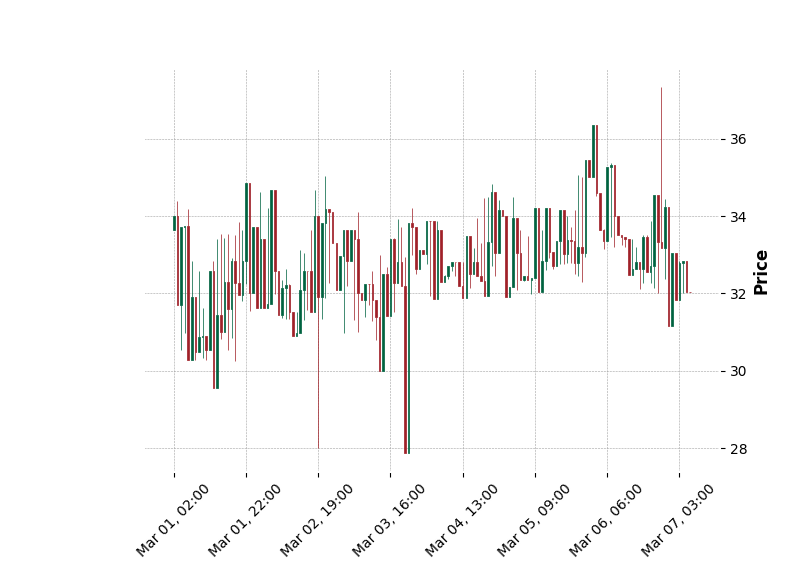 36
34
32
30
28
Price
Mar 01, 02:00
Mar 01, 22:00
Mar 02, 19:00
Mar 03, 16:00
Mar 04, 13:00
Mar 05, 09:00
Mar 06, 06:00
Mar 07, 03:00